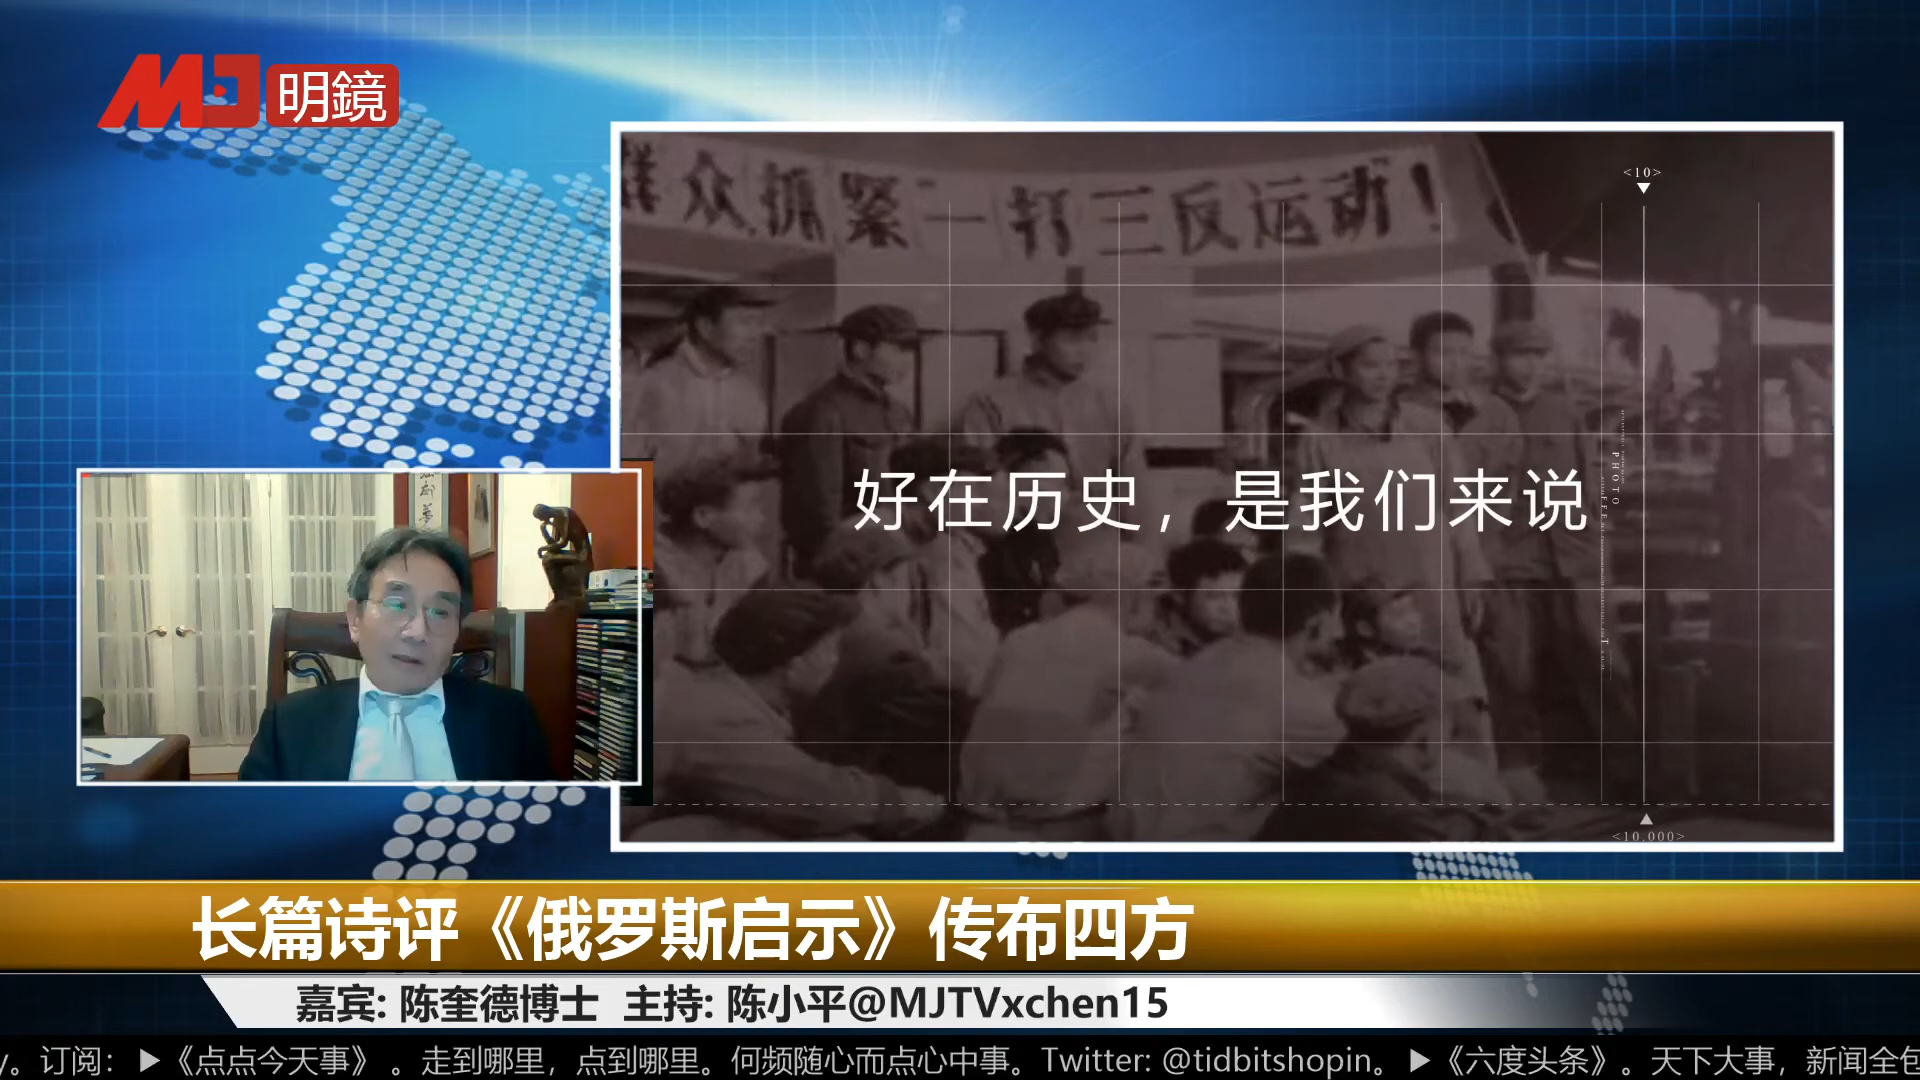 MJ 明鏡
群众抓紧一打三反运动！
<10>
好在历史，是我们来说
PHOTO
<10,000>
长篇诗评《俄罗斯启示》传布四方
嘉宾: 陈奎德博士 主持: 陈小平@MJTVxchen15
y。订阅：▶《点点今天事》。走到哪里，点到哪里。何频随心而点心中事。Twitter: @tidbitshopin。▶《六度头条》。天下大事，新闻全包